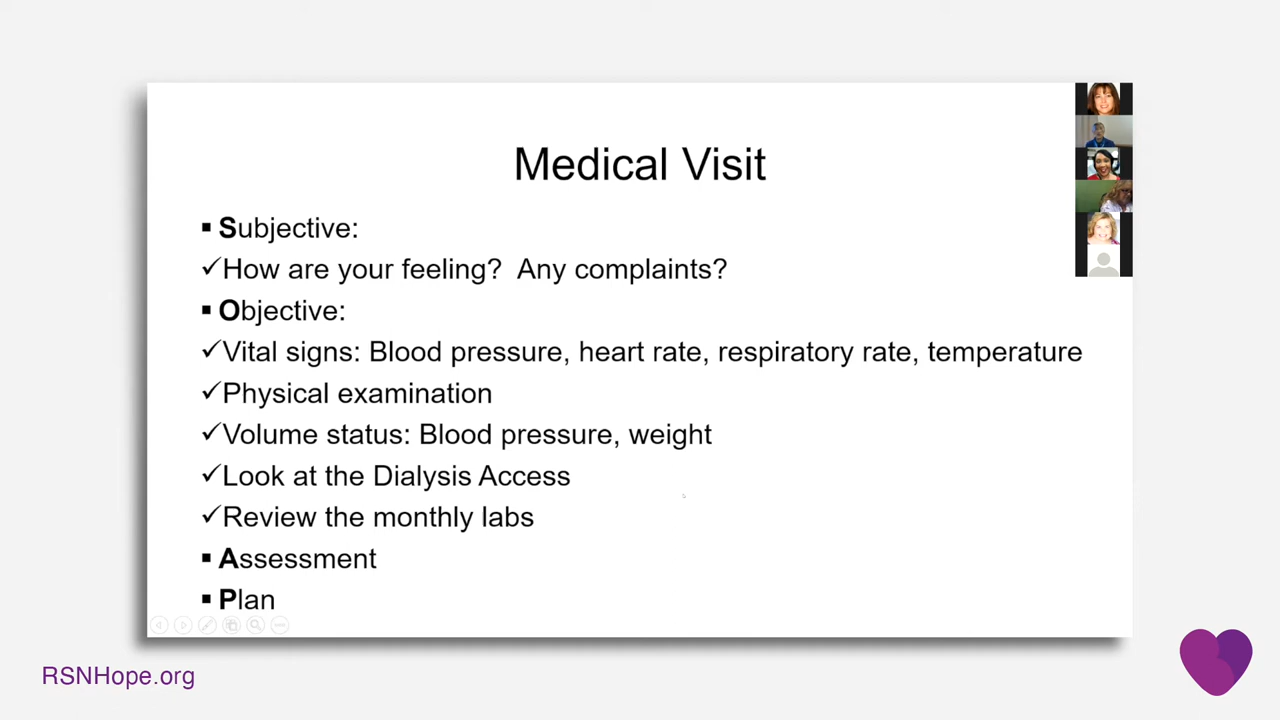 Medical Visit
▪ Subjective:
✓How are your feeling?  Any complaints?
▪ Objective:
✓Vital signs: Blood pressure, heart rate, respiratory rate, temperature
✓Physical examination
✓Volume status: Blood pressure, weight
✓Look at the Dialysis Access
✓Review the monthly labs
▪ Assessment
▪ Plan
RSNHope.org